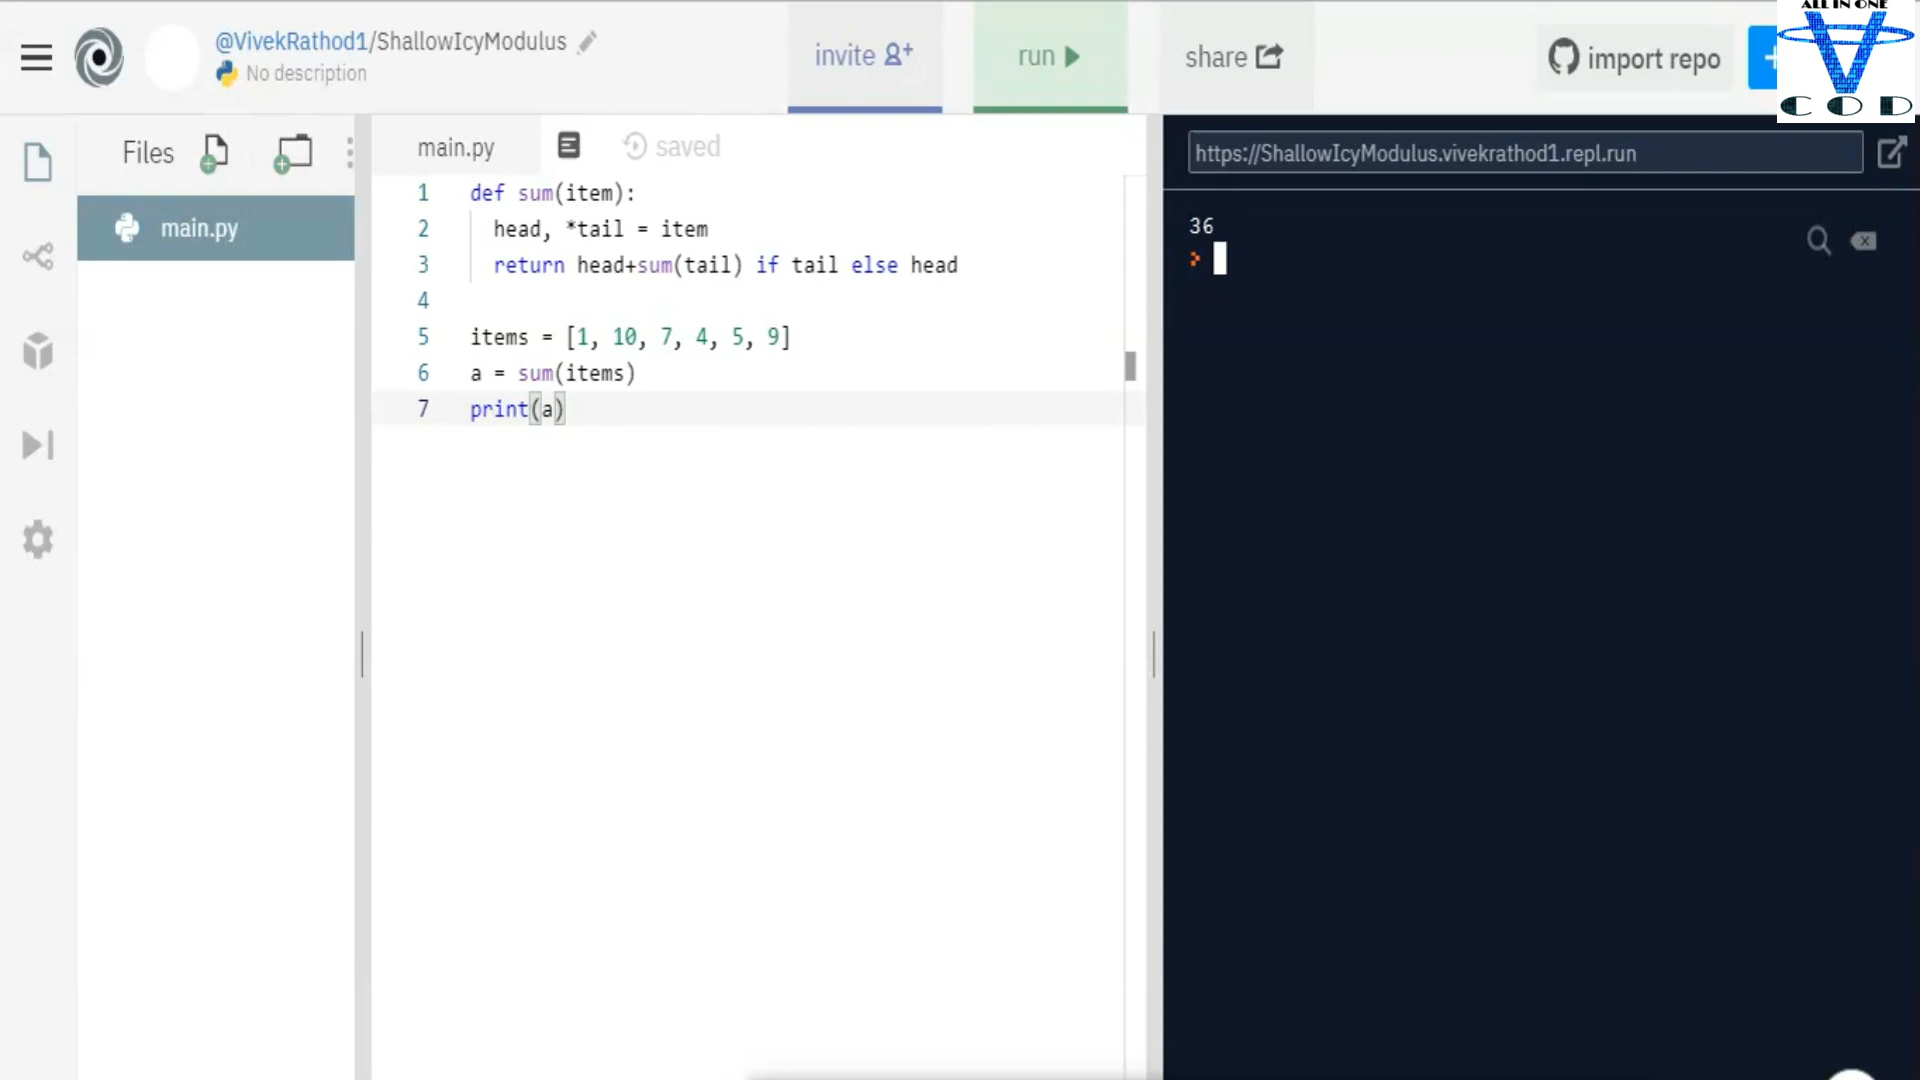 @VivekRathod1/ShallowIcyModulus
No description
invite
run
share
import repo
ALL IN ONE
V
COD
Files
main.py
main.py
saved
1 def sum(item):
2 head, *tail = item
3 return head+sum(tail) if tail else head
4
5 items = [1, 10, 7, 4, 5, 9]
6 a = sum(items)
7 print(a)
https://ShallowIcyModulus.vivekrathod1.repl.run
36
>